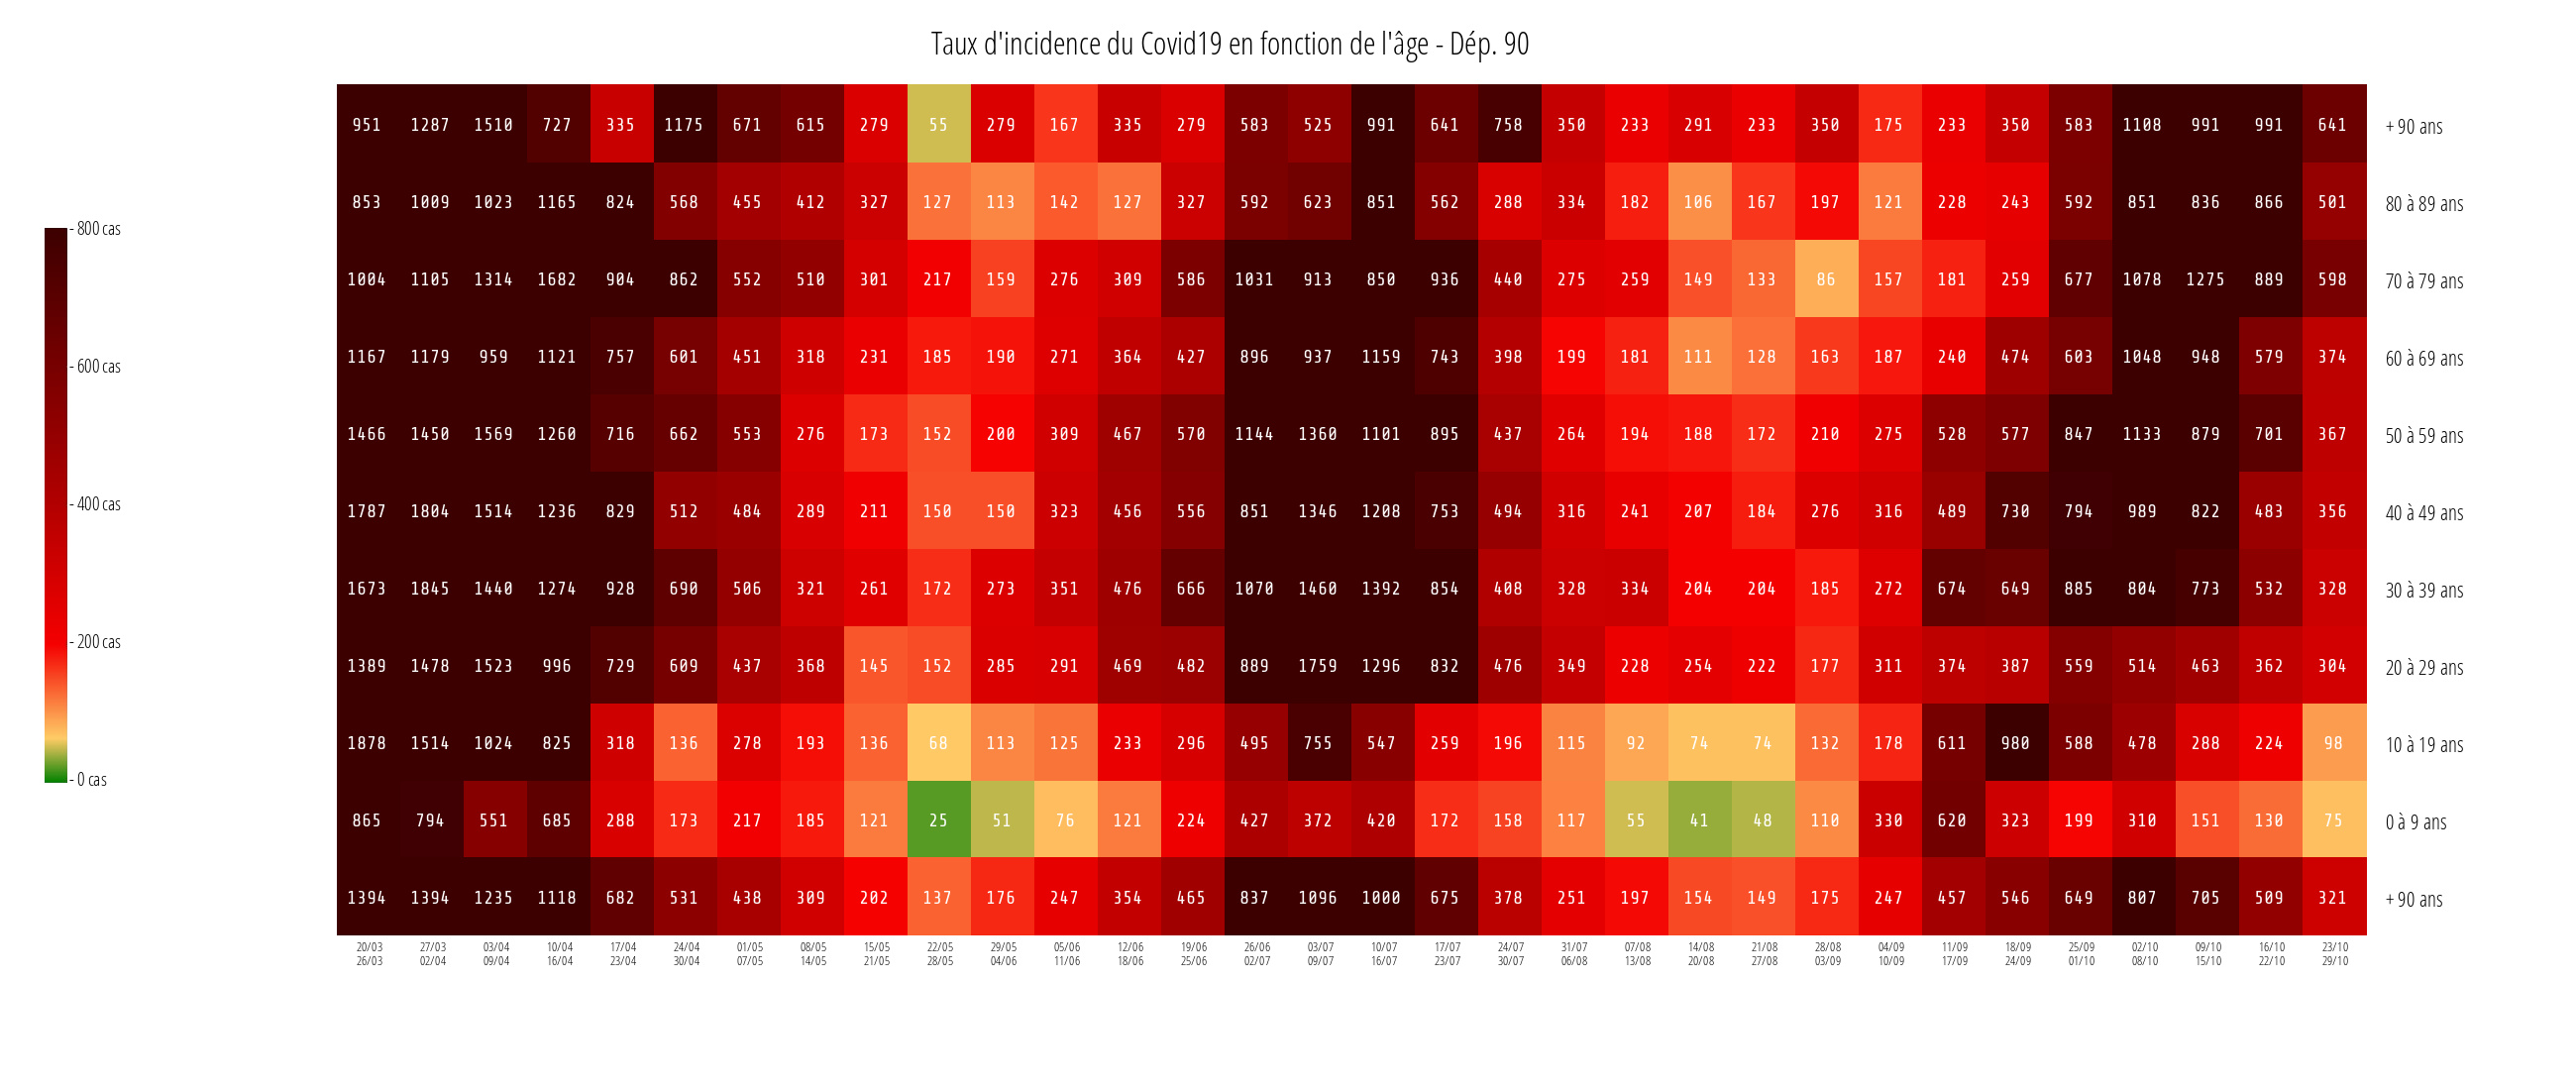 Taux d'incidence du Covid19 en fonction de l'âge - Dép. 90
- 800 cas
- 600 cas
- 400 cas
- 200 cas
- 0 cas
951 1287 1510 727 335 1175 671 615 279 55 279 167 335 279 583 525 991 641 758 350 233 291 233 350 175 233 350 583 1108 991 991 641 + 90 ans
853 1009 1023 1165 824 568 455 412 327 127 113 142 127 327 592 623 851 562 288 334 182 106 167 197 121 228 243 592 851 836 866 501 80 à 89 ans
1004 1105 1314 1682 904 862 552 510 301 217 159 276 309 586 1031 913 850 936 440 275 259 149 133 86 157 181 259 677 1078 1275 889 598 70 à 79 ans
1167 1179 959 1121 757 601 451 318 231 185 190 271 364 427 896 937 1159 743 398 199 181 111 128 163 187 240 474 603 1048 948 579 374 60 à 69 ans
1466 1450 1569 1260 716 662 553 276 173 152 200 309 467 570 1144 1360 1101 895 437 264 194 188 172 210 275 528 577 847 1133 879 701 367 50 à 59 ans
1787 1804 1514 1236 829 512 484 289 211 150 150 323 456 556 851 1346 1208 753 494 316 241 207 184 276 316 489 730 794 989 822 483 356 40 à 49 ans
1673 1845 1440 1274 928 690 506 321 261 172 273 351 476 666 1070 1460 1392 854 408 328 334 204 204 185 272 674 649 885 804 773 532 328 30 à 39 ans
1389 1478 1523 996 729 609 437 368 145 152 285 291 469 482 889 1759 1296 832 476 349 228 254 222 177 311 374 387 559 514 463 362 304 20 à 29 ans
1878 1514 1024 825 318 136 278 193 136 68 113 125 233 296 495 755 547 259 196 115 92 74 74 132 178 611 980 588 478 288 224 98 10 à 19 ans
865 794 551 685 288 173 217 185 121 25 51 76 121 224 427 372 420 172 158 117 55 41 48 110 330 620 323 199 310 151 130 75 0 à 9 ans
1394 1394 1235 1118 682 531 438 309 202 137 176 247 354 465 837 1096 1000 675 378 251 197 154 149 175 247 457 546 649 807 705 509 321 + 90 ans
20/03 27/03 03/04 10/04 17/04 24/04 01/05 08/05 15/05 22/05 29/05 05/06 12/06 19/06 26/06 03/07 10/07 17/07 24/07 31/07 07/08 14/08 21/08 28/08 04/09 11/09 18/09 25/09 02/10 09/10 16/10 23/10
26/03 02/04 09/04 16/04 23/04 30/04 07/05 14/05 21/05 28/05 04/06 11/06 18/06 25/06 02/07 09/07 16/07 23/07 30/07 06/08 13/08 20/08 27/08 03/09 10/09 17/09 24/09 01/10 08/10 15/10 22/10 29/10